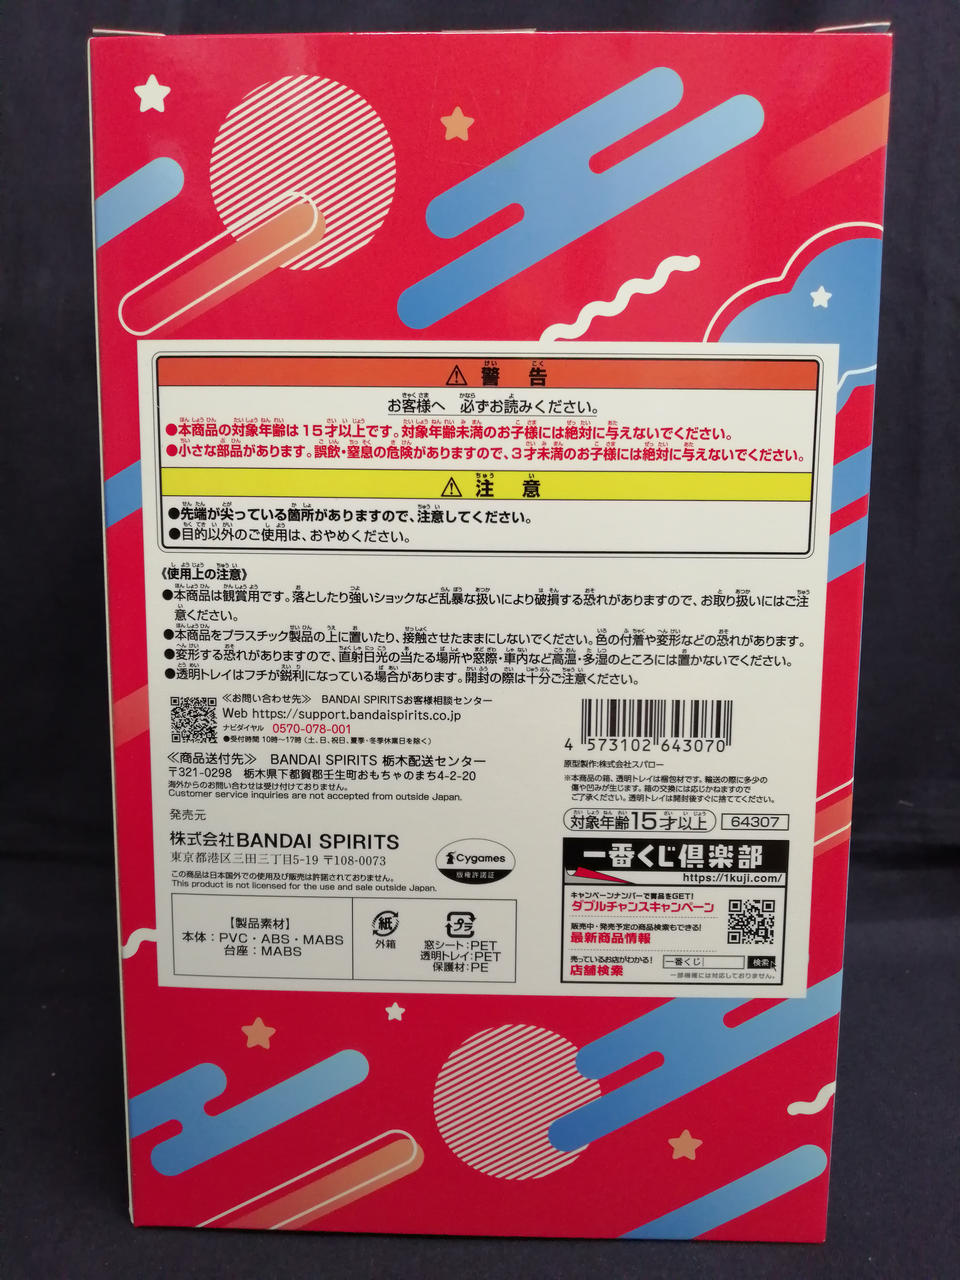 警告
お客様へ　必ずお読みください。
●本商品の対象年齢は15才以上です。対象年齢未満のお子様には絶対に与えないでください。
●小さな部品があります。誤飲・窒息の危険がありますので、3才未満のお子様には絶対に与えないでください。
注意
●先端が尖っている箇所がありますので、注意してください。
●目的以外のご使用は、おやめください。
《使用上の注意》
●本商品は観賞用です。落としたり強いショックなど乱暴な扱いにより破損する恐れがありますので、お取り扱いにはご注
意ください。
●本商品をプラスチック製品の上に置いたり、接触させたままにしないでください。色の付着や変形などの恐れがあります。
●変形する恐れがありますので、直射日光の当たる場所や窓際・車内など高温・多湿のところには置かないでください。
●透明トレイはフチが鋭利になっている場合があります。開封の際は十分ご注意ください。
≪お問い合わせ先≫　BANDAI SPIRITSお客様相談センター
Web https://support.bandaispirits.co.jp
ナビダイヤル　0570-078-001
●受付時間 10時〜17時(土、日、祝日、夏季・冬季休業日を除く)
≪商品送付先≫　BANDAI SPIRITS 栃木配送センター
〒321-0298　栃木県下都賀郡壬生町おもちゃのまち4-2-20
海外からのお問い合わせは受け付けておりません。
Customer service inquiries are not accepted from outside Japan.
発売元
株式会社BANDAI SPIRITS
東京都港区三田三丁目5-19 〒108-0073
この商品は日本国外での使用及び販売は許諾されておりません。
This product is not licensed for the use and sale outside Japan.
Cygames
版権許諾証
【製品素材】
本体：PVC・ABS・MABS
台座：MABS
紙
外箱
プラ
窓シート：PET
透明トレイ：PET
保護材：PE
4 573102 643070
原型製作：株式会社スパロー
※本商品の箱、透明トレイは梱包材です。輸送の際に多少の
傷や凹みが生じます。箱の交換には応じかねますので
ご了承ください。透明トレイは開封後すぐに捨ててください。
対象年齢15才以上
64307
一番くじ倶楽部
https://1kuji.com/
キャンペーンナンバーで賞品をGET!
ダブルチャンスキャンペーン
販売中・発売予定の商品検索もできる!
最新商品情報
売っているお店がわかる!
店舗検索
一番くじ
検索
一部機種には対応しておりません。